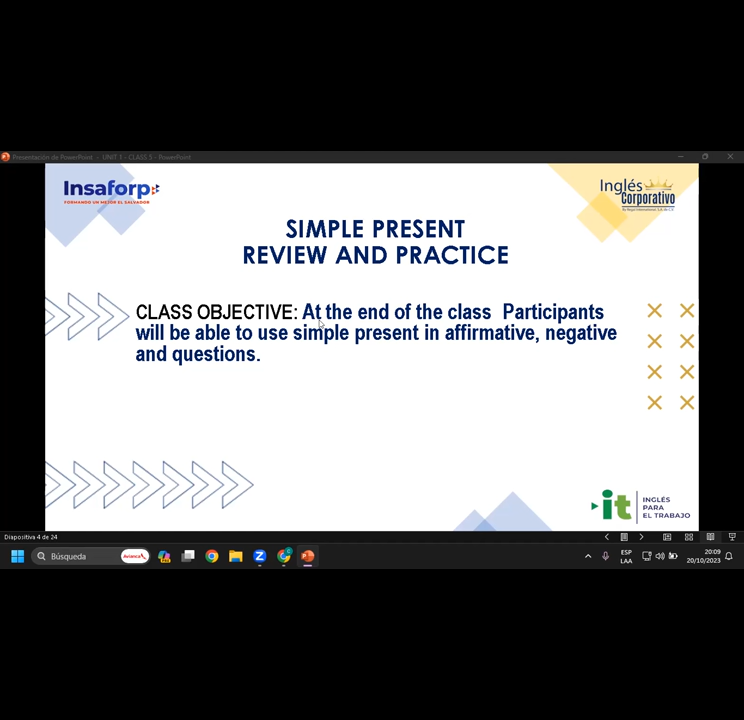 Presentación de PowerPoint - UNIT 1 - CLASS 5 - PowerPoint
Insaforp
FORMANDO UN MEJOR EL SALVADOR
Inglés
Corporativo
SIMPLE PRESENT
REVIEW AND PRACTICE
CLASS OBJECTIVE: At the end of the class Participants
will be able to use simple present in affirmative, negative
and questions.
it
INGLÉS
PARA
EL TRABAJO
Diapositiva 4 de 24
Búsqueda
Avianca
ESP
LAA
20:09
20/10/2023